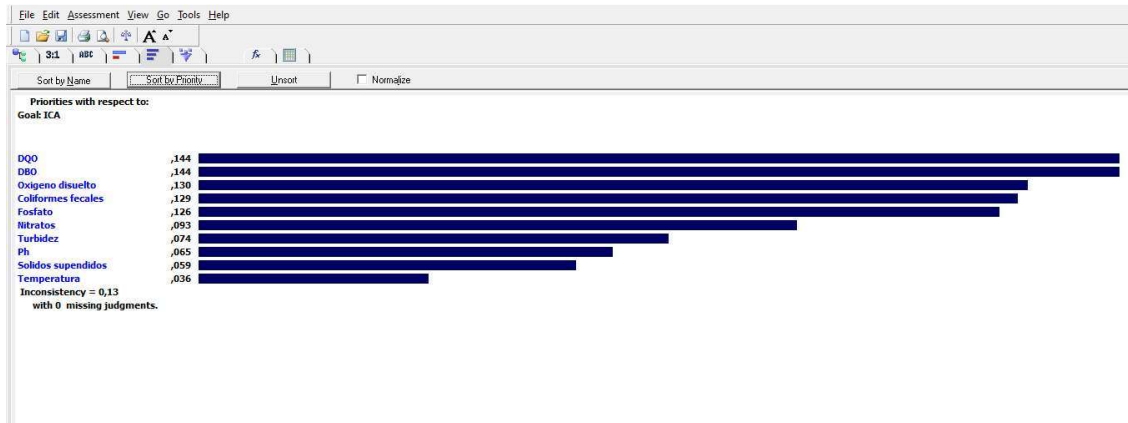 File Edit Assessment View Go Tools Help
A A
3:1 ABC fx
Sort by Name Sort by Priority Unsort Normalize
Priorities with respect to:
Goal: ICA
DQO ,144
DBO ,144
Oxigeno disuelto ,130
Coliformes fecales ,129
Fosfato ,126
Nitratos ,093
Turbidez ,074
Ph ,065
Solidos supendidos ,059
Temperatura ,036
Inconsistency = 0,13
with 0 missing judgments.